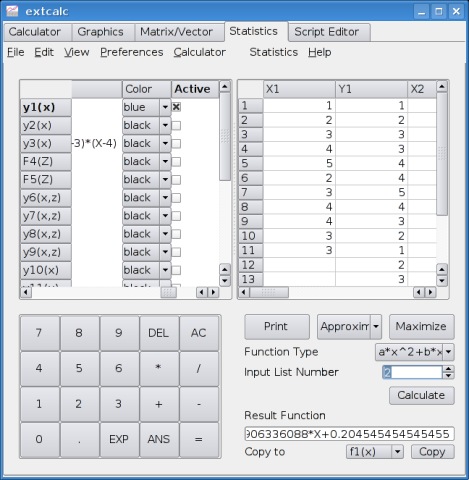 extcalc
Calculator Graphics Matrix/Vector Statistics Script Editor
File Edit View Preferences Calculator Statistics Help
Color Active
y1(x) blue
y2(x) black
y3(x) -3)*(X-4) black
F4(Z) black
F5(Z) black
y6(x,z) black
y7(x,z) black
y8(x,z) black
y9(x,z) black
y10(x) black
y11(x) black
X1 Y1 X2
1 1 1
2 2 2
3 3 3
4 4 3
5 5 4
6 2 4
7 3 5
8 4 4
9 4 3
10 3 2
11 3 1
12 2
13 3
7 8 9 DEL AC
4 5 6 * /
1 2 3 + -
0 . EXP ANS =
Print Approxim Maximize
Function Type a*x^2+b*x
Input List Number 2
Calculate
Result Function
906336088*X+0.204545454545455
Copy to f1(x) Copy